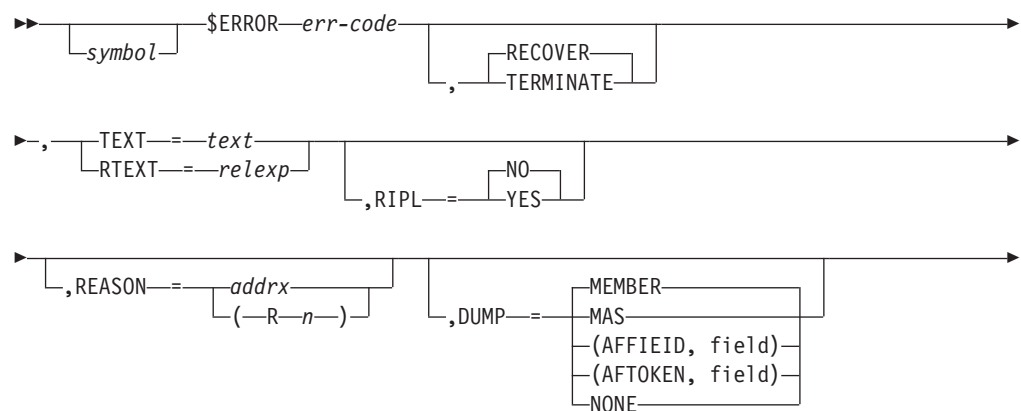 $ERROR err-code
symbol
RECOVER
, TERMINATE
, TEXT = text
RTEXT = relexp
NO
,RIPL = YES
,REASON = addrx
( R n )
MEMBER
,DUMP = MAS
(AFFIEID, field)
(AFTOKEN, field)
NONE